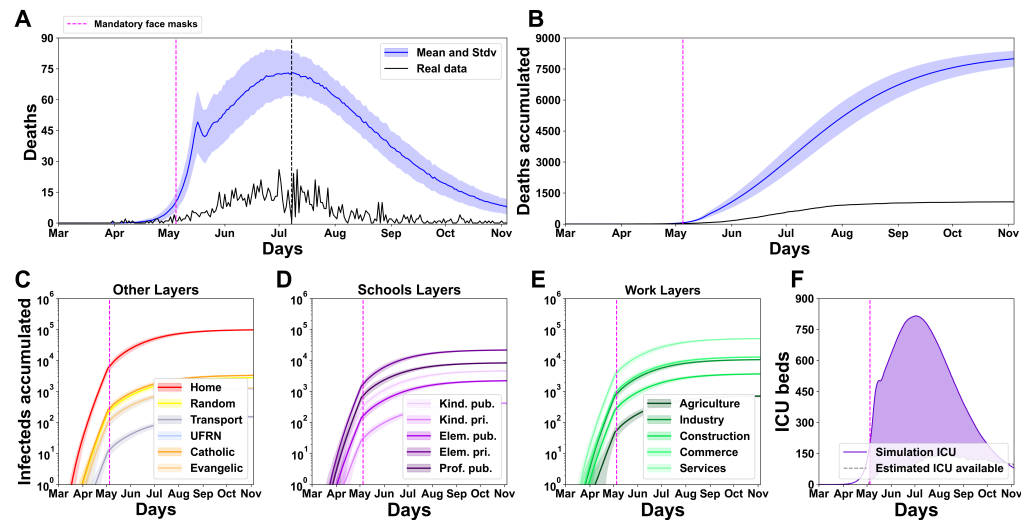 A
Mandatory face masks
B
Deaths
90
75
60
45
30
15
0
Mean and Stdv
Real data
Mar Apr May Jun Jul Aug Sep Oct Nov
Days
Deaths accumulated
9000
7500
6000
4500
3000
1500
0
Mar Apr May Jun Jul Aug Sep Oct Nov
Days
C
Other Layers
Infecteds accumulated
10^6
10^5
10^4
10^3
10^2
10^1
10^0
Home
Random
Transport
UFRN
Catholic
Evangelic
Mar Apr May Jun Jul Aug Sep Oct Nov
Days
D
Schools Layers
10^6
10^5
10^4
10^3
10^2
10^1
10^0
Kind. pub.
Kind. pri.
Elem. pub.
Elem. pri.
Prof. pub.
Mar Apr May Jun Jul Aug Sep Oct Nov
Days
E
Work Layers
10^6
10^5
10^4
10^3
10^2
10^1
10^0
Agriculture
Industry
Construction
Commerce
Services
Mar Apr May Jun Jul Aug Sep Oct Nov
Days
F
ICU beds
900
750
600
450
300
150
0
Simulation ICU
Estimated ICU available
Mar Apr May Jun Jul Aug Sep Oct Nov
Days